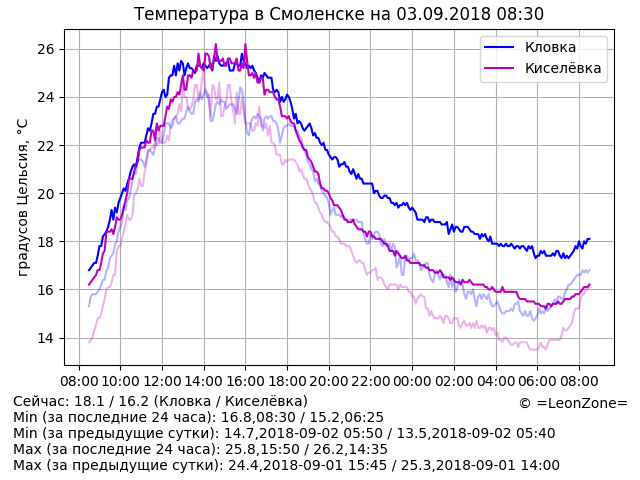 Температура в Смоленске на 03.09.2018 08:30
градусов Цельсия, °C
26
24
22
20
18
16
14
Кловка
Киселёвка
08:00 10:00 12:00 14:00 16:00 18:00 20:00 22:00 00:00 02:00 04:00 06:00 08:00
Сейчас: 18.1 / 16.2 (Кловка / Киселёвка)
© =LeonZone=
Min (за последние 24 часа): 16.8,08:30 / 15.2,06:25
Min (за предыдущие сутки): 14.7,2018-09-02 05:50 / 13.5,2018-09-02 05:40
Max (за последние 24 часа): 25.8,15:50 / 26.2,14:35
Max (за предыдущие сутки): 24.4,2018-09-01 15:45 / 25.3,2018-09-01 14:00